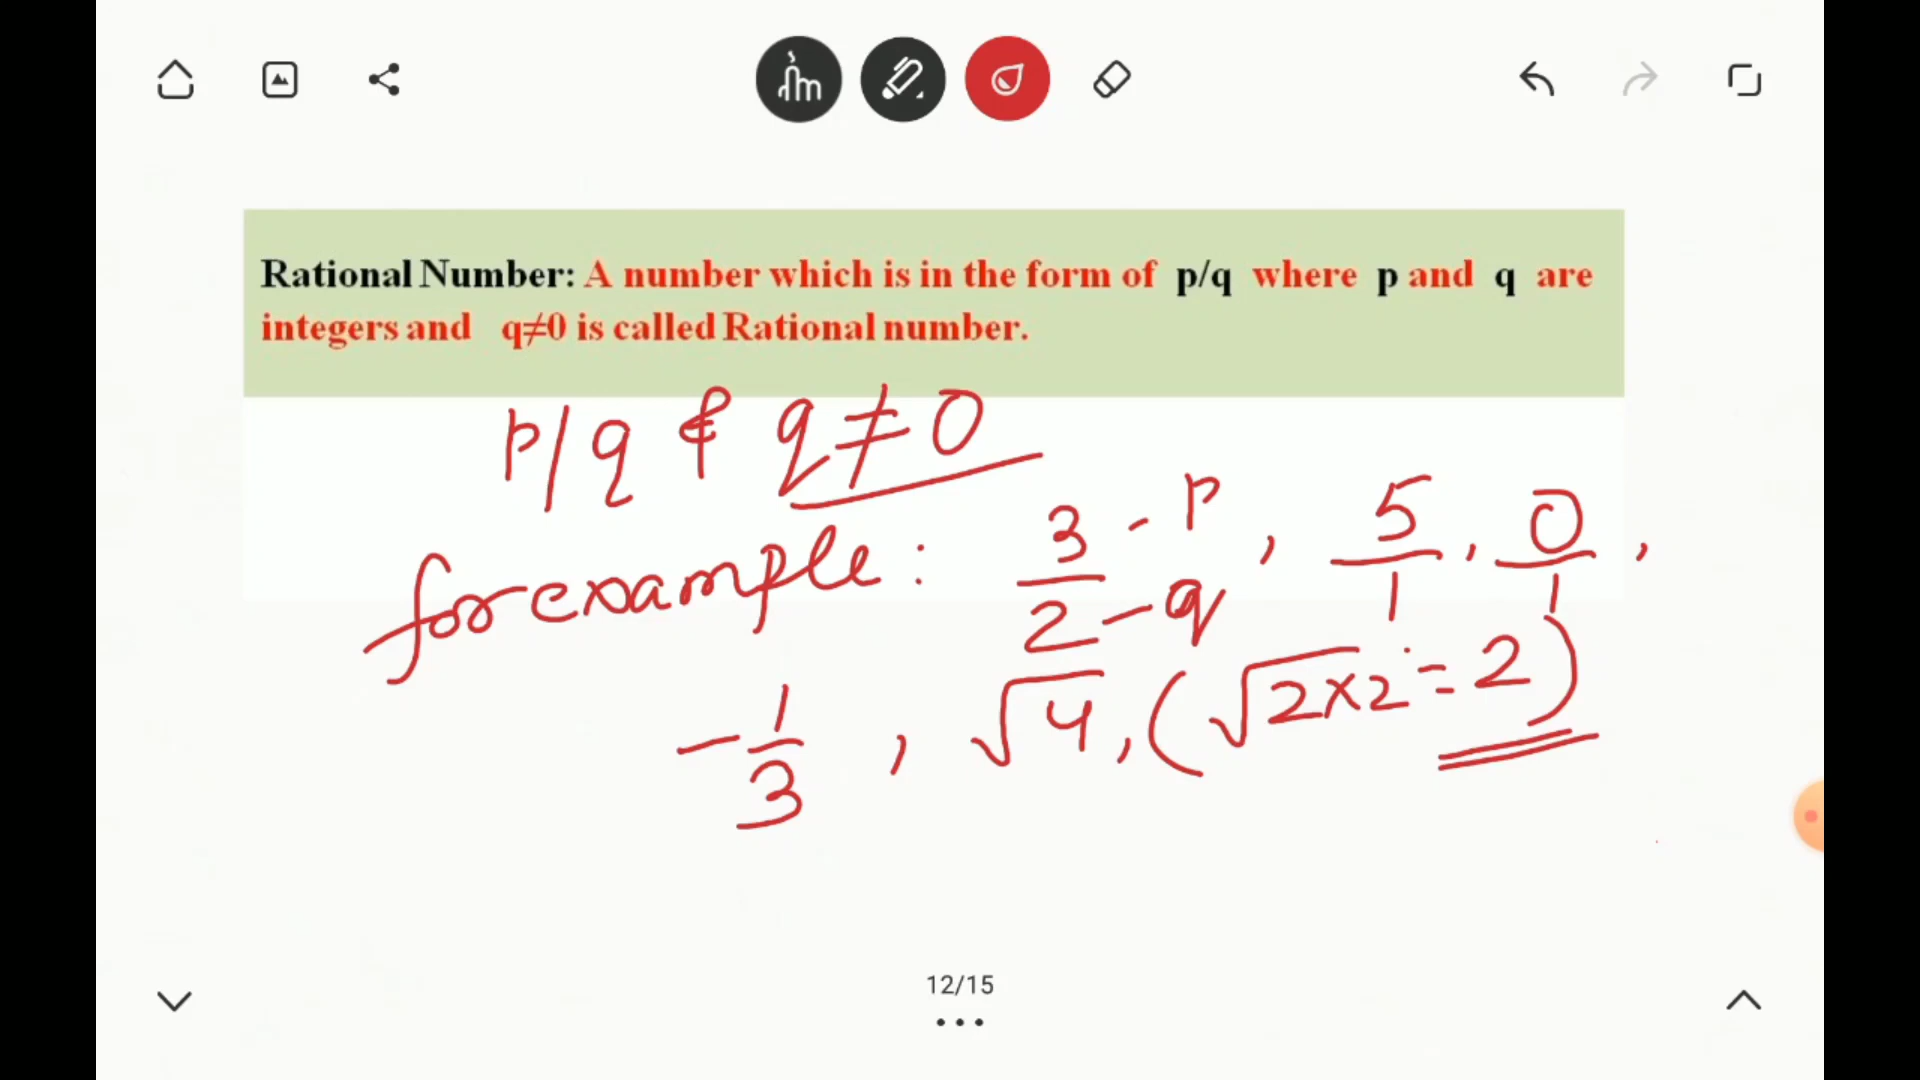 Rational Number: A number which is in the form of p/q where p and q are
integers and q≠0 is called Rational number.
p/q & q≠0
for example: 3/2 - p - q, 5/1, 0/1,
-1/3, √4, (√2×2 = 2)
12/15